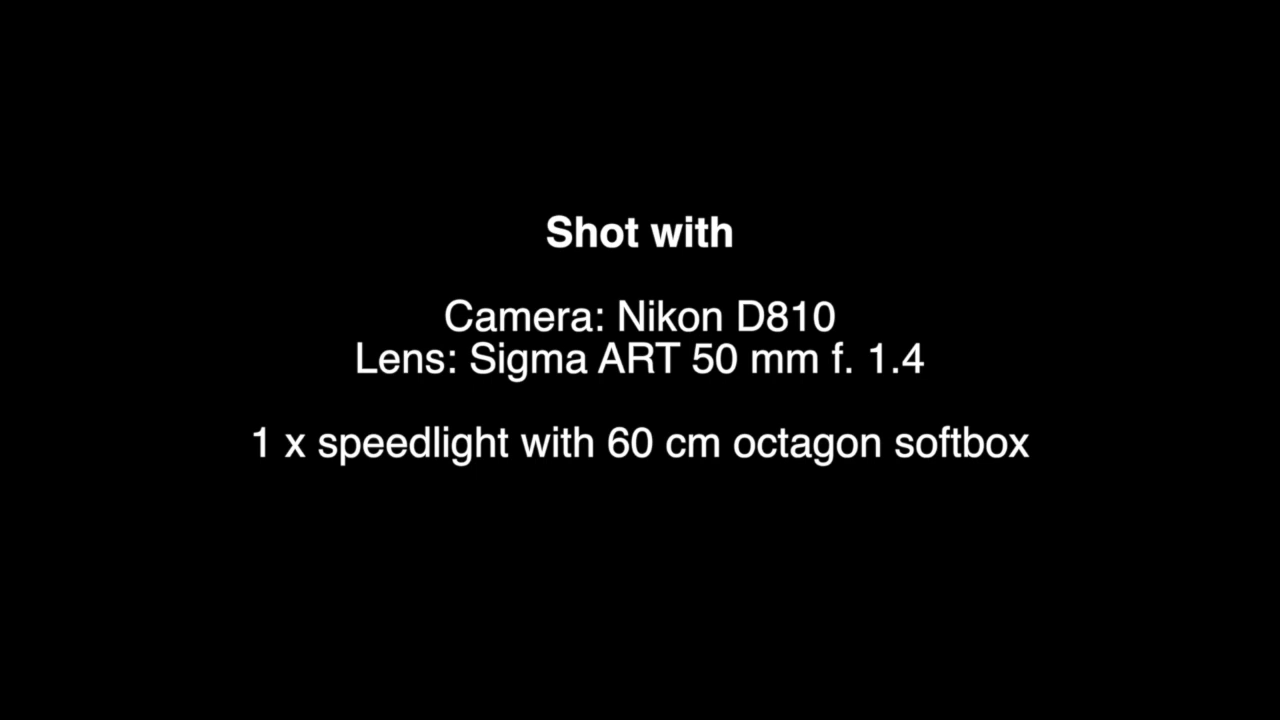 Shot with
Camera: Nikon D810
Lens: Sigma ART 50 mm f. 1.4
1 x speedlight with 60 cm octagon softbox